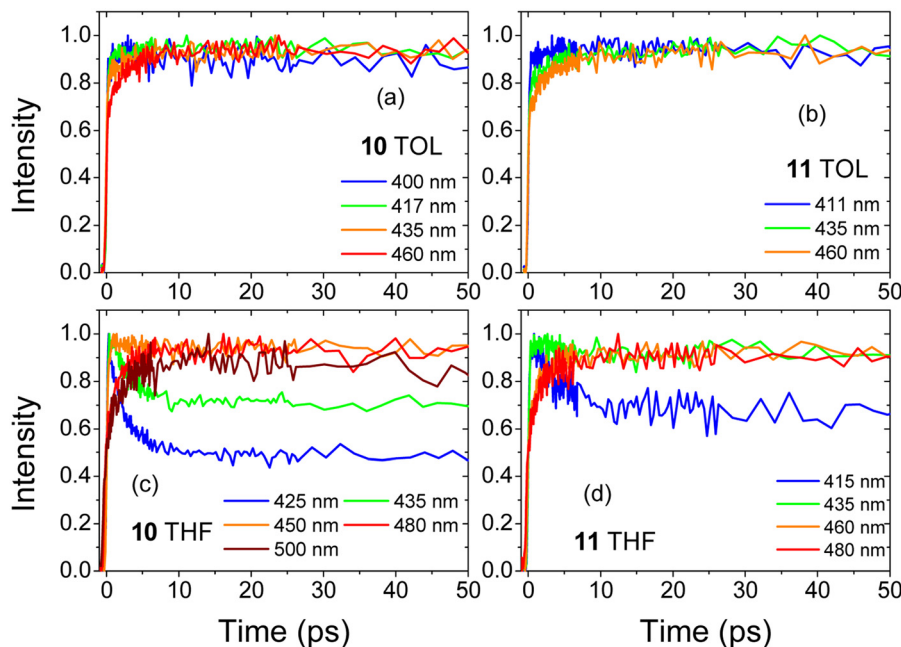 Intensity
1.0
0.8
0.6
0.4
0.2
0.0
(a)
10 TOL
400 nm
417 nm
435 nm
460 nm
0 10 20 30 40 50
(b)
11 TOL
411 nm
435 nm
460 nm
0 10 20 30 40 50
Intensity
1.0
0.8
0.6
0.4
0.2
0.0
(c)
10 THF
425 nm 435 nm
450 nm 480 nm
500 nm
0 10 20 30 40 50
Time (ps)
(d)
11 THF
415 nm
435 nm
460 nm
480 nm
0 10 20 30 40 50
Time (ps)